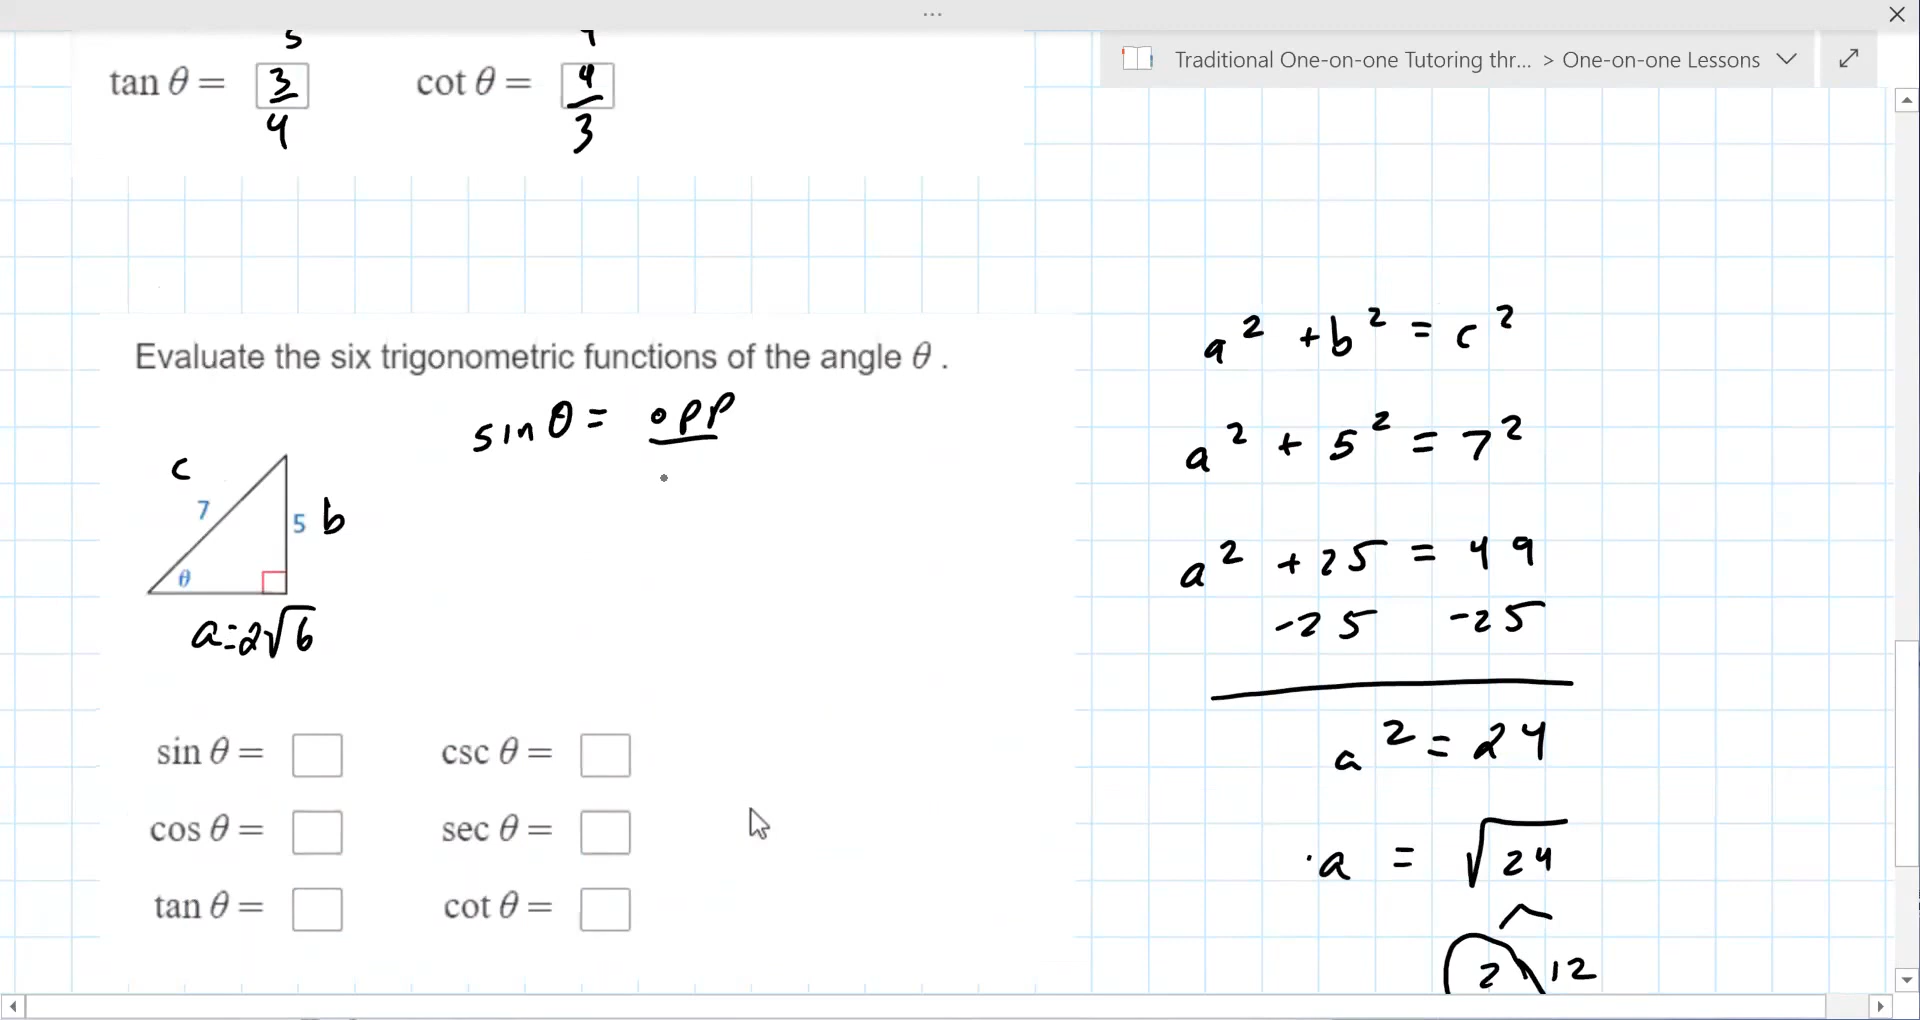 ...
Traditional One-on-one Tutoring thr... > One-on-one Lessons
5 4
tan θ = 3/4 cot θ = 4/3
Evaluate the six trigonometric functions of the angle θ .
sin θ = opp
c
7
5 b
θ
a = 2√6
sin θ = csc θ =
cos θ = sec θ =
tan θ = cot θ =
a² + b² = c²
a² + 5² = 7²
a² + 25 = 49
-25 -25
a² = 24
a = √24
2 12